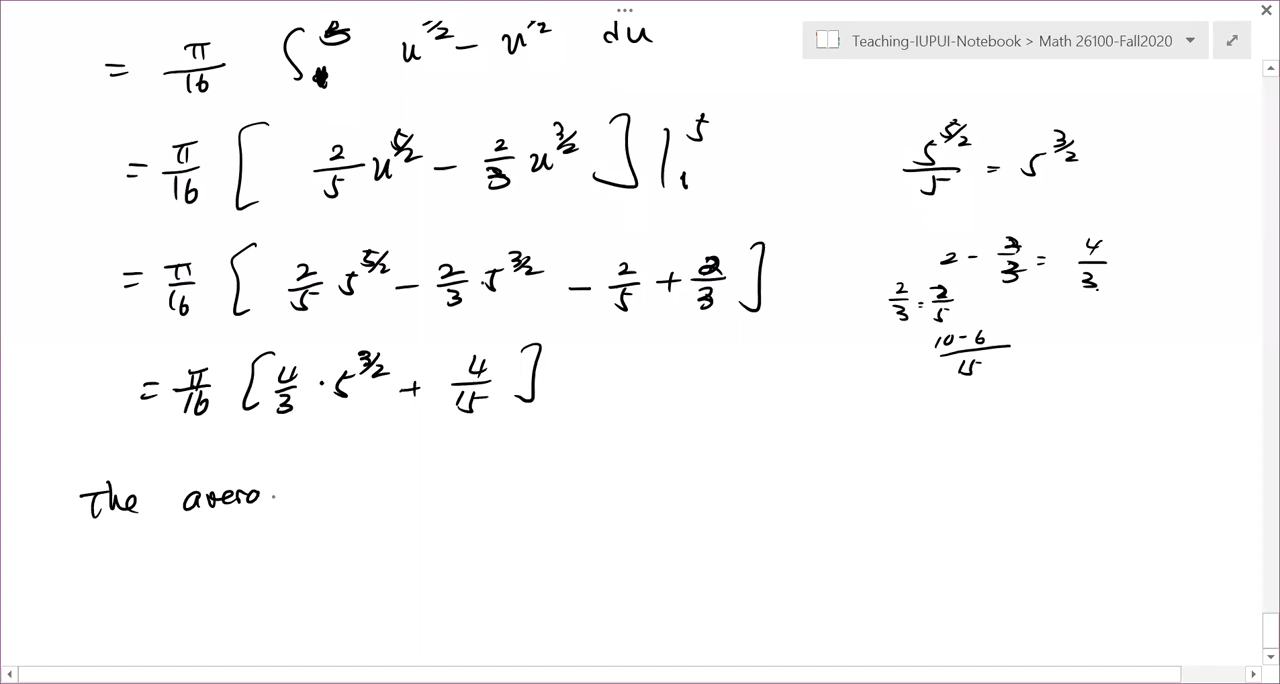 Teaching-IUPUI-Notebook > Math 26100-Fall2020
= π/16 ∫ u^{1/2} du
= π/16 [ 2/5 u^{5/2} - 2/3 u^{3/2} ] |_1^5
5^{5/2}/5 = 5^{3/2}
= π/16 [ 2/5 5^{5/2} - 2/3 · 5^{3/2} - 2/5 + 2/3 ]
2 - 2/3 = 4/3
2/3 - 2/5
10-6/15
= π/16 [ 4/3 · 5^{3/2} + 4/15 ]
The avera